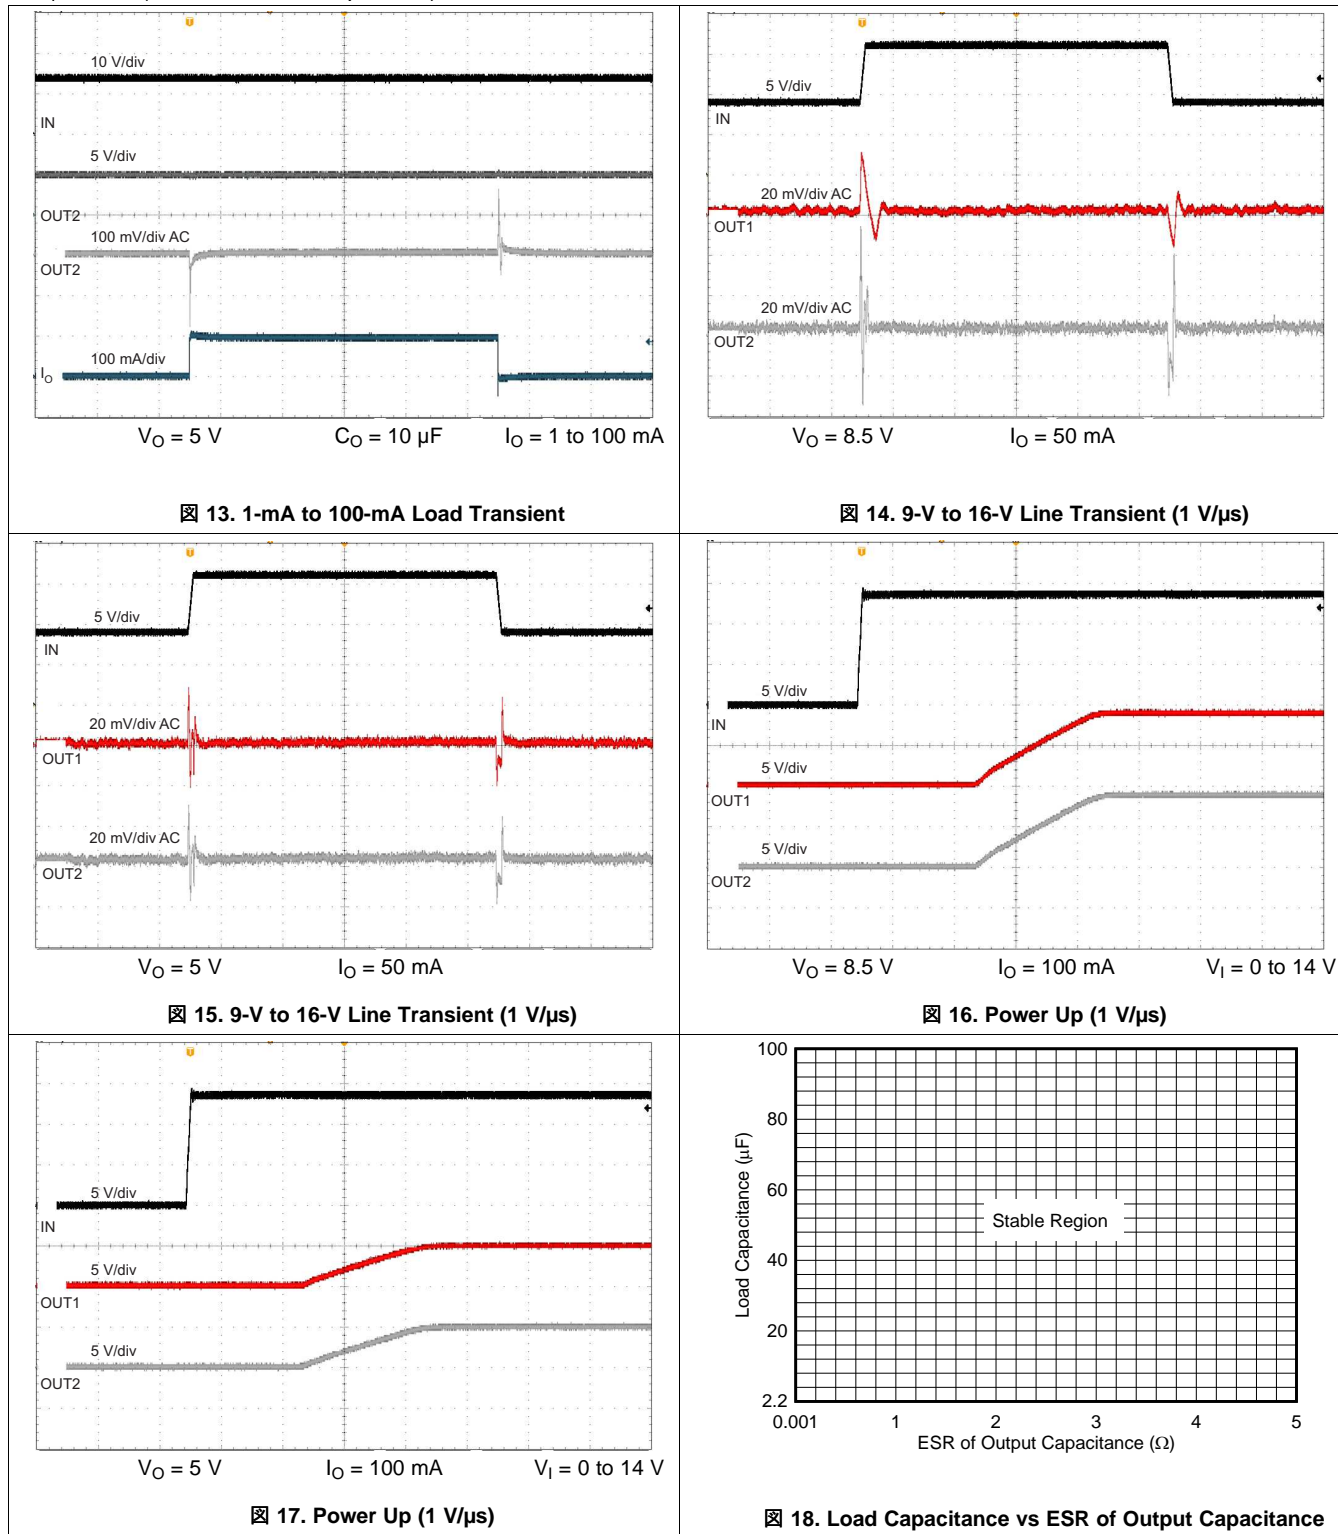 10 V/div
IN
5 V/div
OUT2
100 mV/div AC
OUT2
100 mA/div
IO
VO = 5 V CO = 10 µF IO = 1 to 100 mA
図 13. 1-mA to 100-mA Load Transient
5 V/div
IN
20 mV/div AC
OUT1
20 mV/div AC
OUT2
VO = 8.5 V IO = 50 mA
図 14. 9-V to 16-V Line Transient (1 V/µs)
5 V/div
IN
20 mV/div AC
OUT1
20 mV/div AC
OUT2
VO = 5 V IO = 50 mA
図 15. 9-V to 16-V Line Transient (1 V/µs)
5 V/div
IN
5 V/div
OUT1
5 V/div
OUT2
VO = 8.5 V IO = 100 mA VI = 0 to 14 V
図 16. Power Up (1 V/µs)
5 V/div
IN
5 V/div
OUT1
5 V/div
OUT2
VO = 5 V IO = 100 mA VI = 0 to 14 V
図 17. Power Up (1 V/µs)
100
80
60
40
20
2.2
Load Capacitance (µF)
Stable Region
0.001 1 2 3 4 5
ESR of Output Capacitance (Ω)
図 18. Load Capacitance vs ESR of Output Capacitance